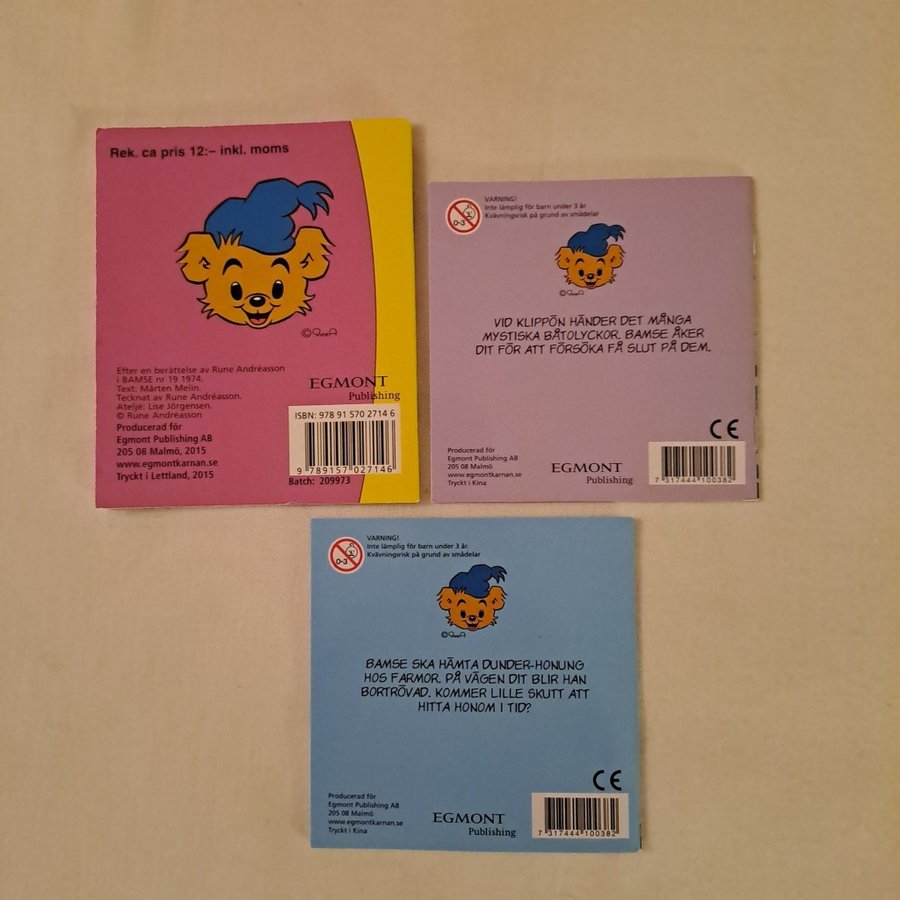 Rek. ca pris 12:– inkl. moms
© Rune A
Efter en berättelse av Rune Andréasson
i BAMSE nr 19 1974.
Text: Mårten Melin.
Tecknat av Rune Andréasson.
Ateljé: Lise Jörgensen.
© Rune Andréasson
Producerad för
Egmont Publishing AB
205 08 Malmö, 2015
www.egmontkarnan.se
Tryckt i Lettland, 2015
EGMONT
Publishing
ISBN: 978 91 570 2714 6
9 789157 027146
Batch: 209973
0-3
VARNING!
Inte lämplig för barn under 3 år.
Kvävningsrisk på grund av smådelar
© Rune A
VID KLIPPÖN HÄNDER DET MÅNGA
MYSTISKA BÅTOLYCKOR. BAMSE ÅKER
DIT FÖR ATT FÖRSÖKA FÅ SLUT PÅ DEM.
Producerad för
Egmont Publishing AB
205 08 Malmö
www.egmontkarnan.se
Tryckt i Kina
EGMONT
Publishing
CE
7 317444 100382
0-3
VARNING!
Inte lämplig för barn under 3 år.
Kvävningsrisk på grund av smådelar
© Rune A
BAMSE SKA HÄMTA DUNDER-HONUNG
HOS FARMOR. PÅ VÄGEN DIT BLIR HAN
BORTRÖVAD. KOMMER LILLE SKUTT ATT
HITTA HONOM I TID?
Producerad för
Egmont Publishing AB
205 08 Malmö
www.egmontkarnan.se
Tryckt i Kina
EGMONT
Publishing
CE
7 317444 100382